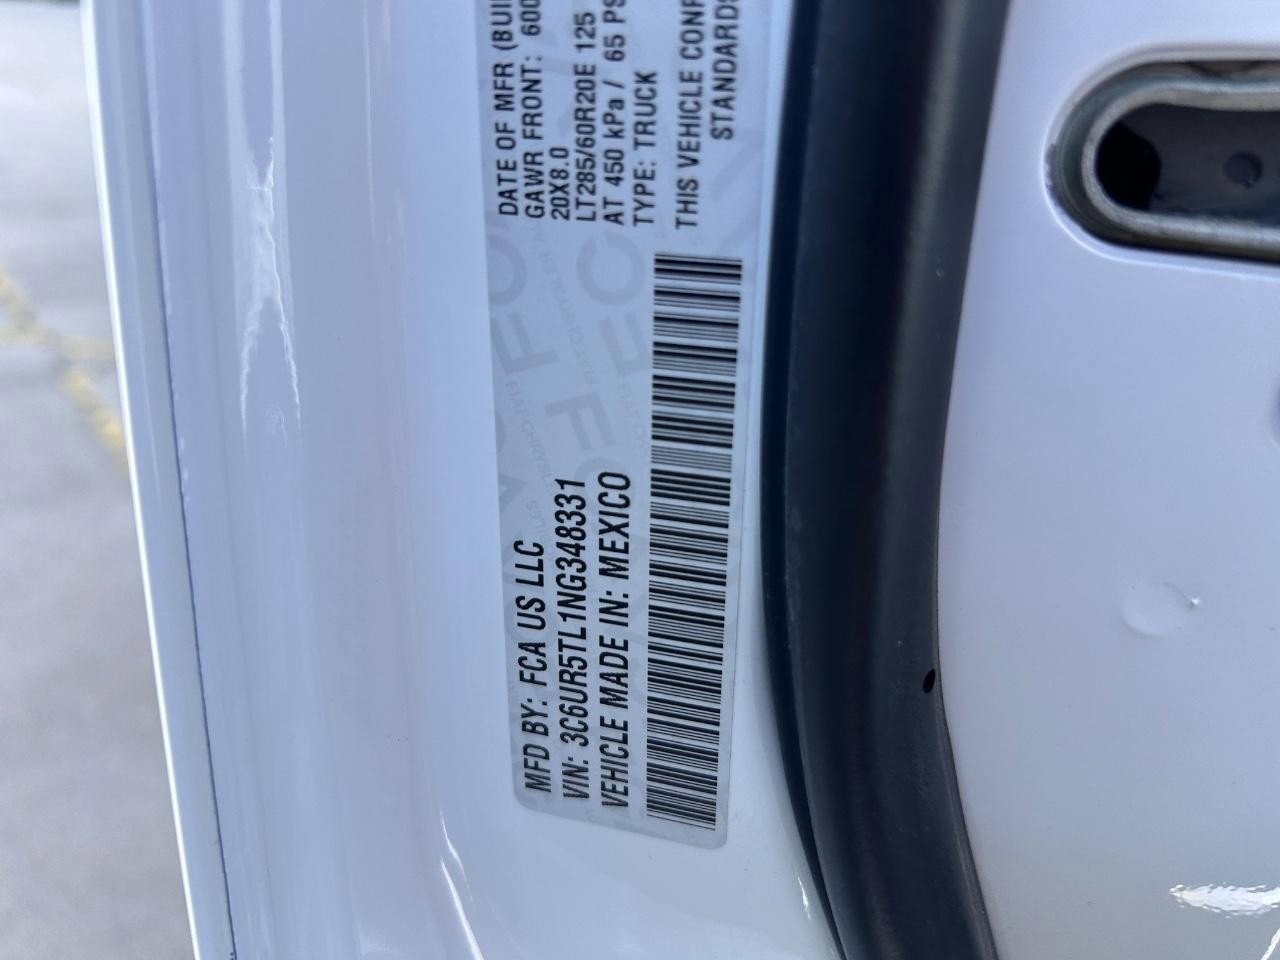 MFD BY: FCA US LLC
VIN: 3C6UR5TL1NG348331
VEHICLE MADE IN: MEXICO
DATE OF MFR (BUI
GAWR FRONT: 600
20X8.0
LT285/60R20E 125
AT 450 kPa / 65 PS
TYPE: TRUCK
THIS VEHICLE CONF
STANDARDS